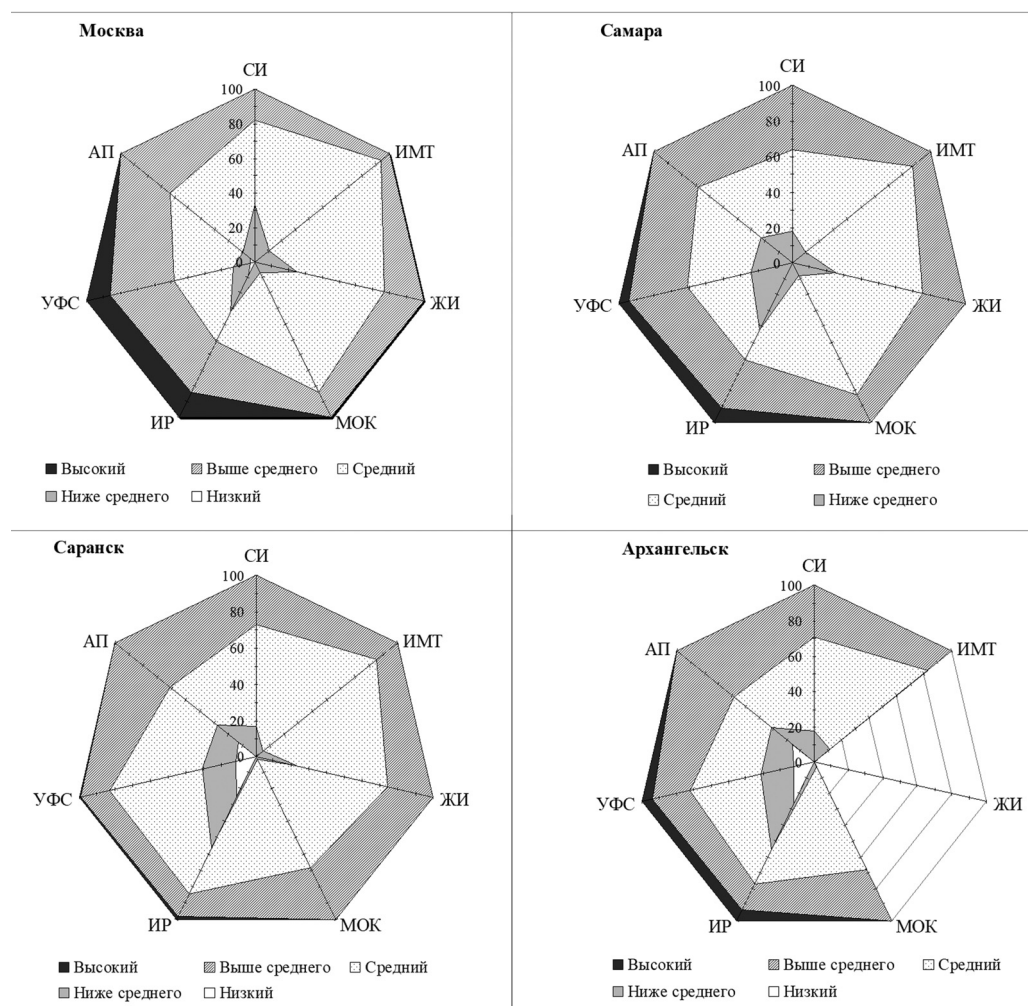 Москва
СИ
100
80
60
40
20
0
ИМТ
ЖИ
МОК
ИР
УФС
АП
Высокий Выше среднего Средний
Ниже среднего Низкий
Самара
СИ
100
80
60
40
20
0
ИМТ
ЖИ
МОК
ИР
УФС
АП
Высокий Выше среднего
Средний Ниже среднего
Саранск
СИ
100
80
60
40
20
0
ИМТ
ЖИ
МОК
ИР
УФС
АП
Высокий Выше среднего Средний
Ниже среднего Низкий
Архангельск
СИ
100
80
60
40
20
0
ИМТ
ЖИ
МОК
ИР
УФС
АП
Высокий Выше среднего Средний
Ниже среднего Низкий